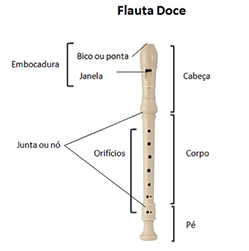 Flauta Doce
Bico ou ponta
Embocadura
Janela
Cabeça
Junta ou nó
Orifícios
Corpo
Pé